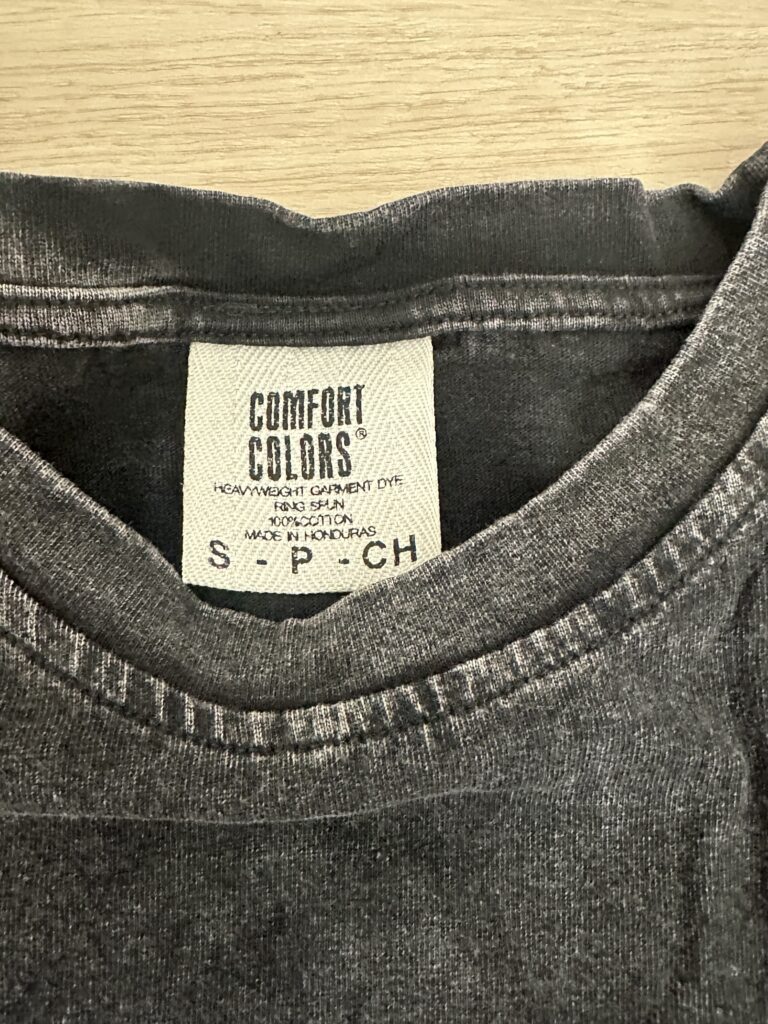 COMFORT
COLORS®
HEAVYWEIGHT GARMENT DYE
RING SPUN
100% COTTON
MADE IN HONDURAS
S - P - CH